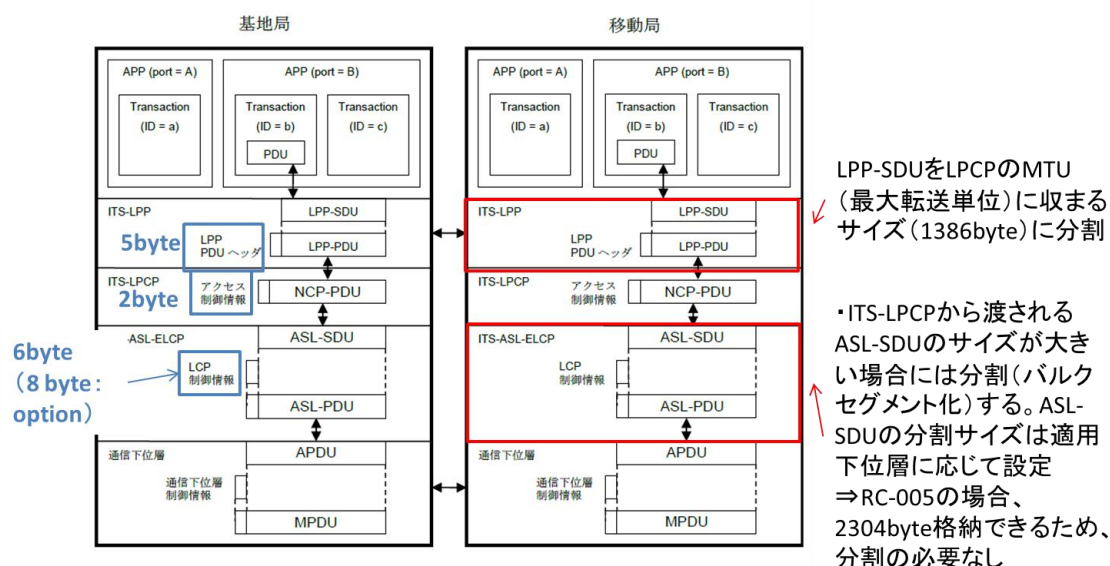 基地局
移動局
APP (port = A)
APP (port = B)
Transaction
(ID = a)
Transaction
(ID = b)
Transaction
(ID = c)
PDU
APP (port = A)
APP (port = B)
Transaction
(ID = a)
Transaction
(ID = b)
Transaction
(ID = c)
PDU
ITS-LPP
LPP-SDU
5byte
LPP
PDU ヘッダ
LPP-PDU
ITS-LPP
LPP-SDU
LPP
PDU ヘッダ
LPP-PDU
ITS-LPCP
2byte
アクセス
制御情報
NCP-PDU
ITS-LPCP
アクセス
制御情報
NCP-PDU
-ASL-ELCP
ASL-SDU
6byte
（8 byte：
option）
LCP
制御情報
ASL-PDU
ITS-ASL-ELCP
ASL-SDU
LCP
制御情報
ASL-PDU
通信下位層
APDU
通信下位層
制御情報
MPDU
通信下位層
APDU
通信下位層
制御情報
MPDU
LPP-SDUをLPCPのMTU
（最大転送単位）に収まる
サイズ（1386byte）に分割
・ITS-LPCPから渡される
ASL-SDUのサイズが大き
い場合には分割（バルク
セグメント化）する。ASL-
SDUの分割サイズは適用
下位層に応じて設定
⇒RC-005の場合、
2304byte格納できるため、
分割の必要なし